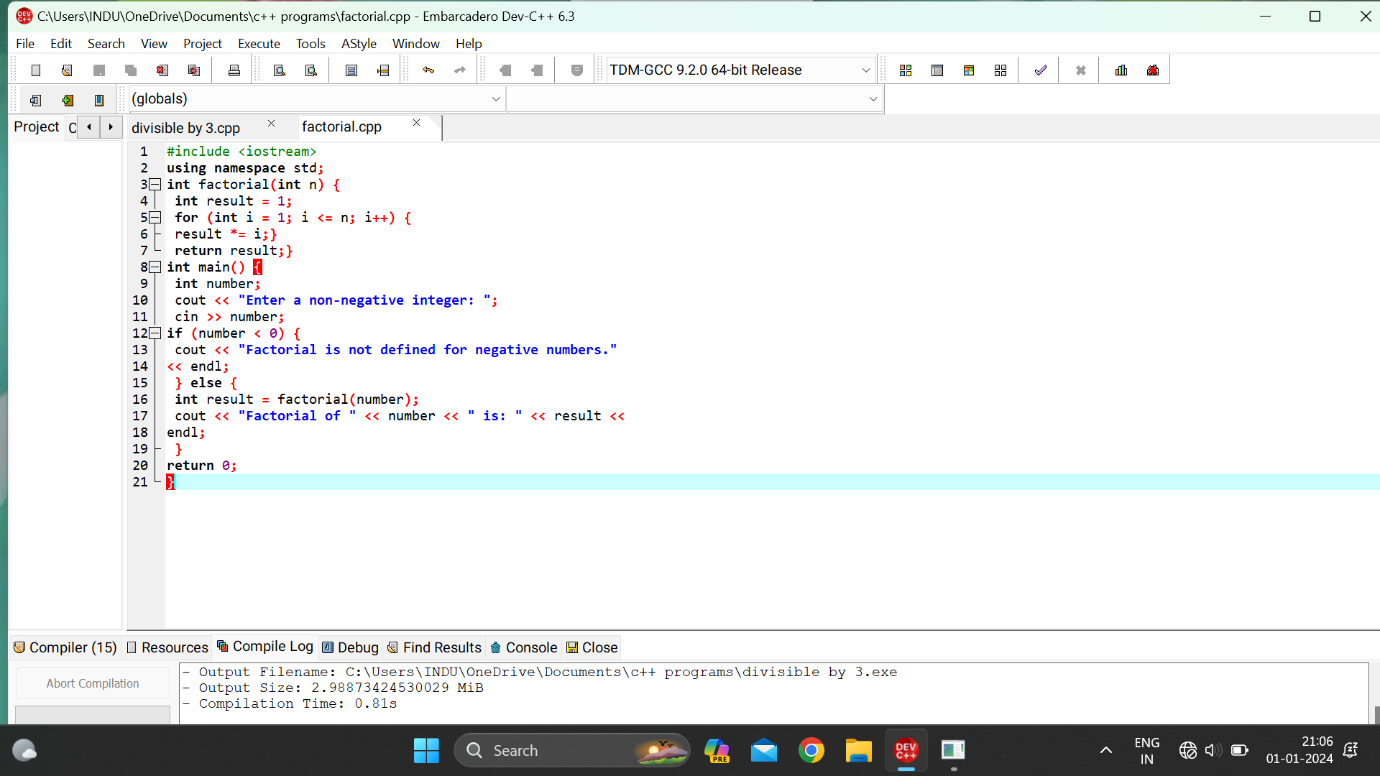 C:\Users\INDU\OneDrive\Documents\c++ programs\factorial.cpp - Embarcadero Dev-C++ 6.3
File Edit Search View Project Execute Tools AStyle Window Help
TDM-GCC 9.2.0 64-bit Release
(globals)
Project C divisible by 3.cpp factorial.cpp
1 #include <iostream>
2 using namespace std;
3 int factorial(int n) {
4 int result = 1;
5 for (int i = 1; i <= n; i++) {
6 result *= i;}
7 return result;}
8 int main() {
9 int number;
10 cout << "Enter a non-negative integer: ";
11 cin >> number;
12 if (number < 0) {
13 cout << "Factorial is not defined for negative numbers."
14 << endl;
15 } else {
16 int result = factorial(number);
17 cout << "Factorial of " << number << " is: " << result <<
18 endl;
19 }
20 return 0;
21 }
Compiler (15) Resources Compile Log Debug Find Results Console Close
Abort Compilation
- Output Filename: C:\Users\INDU\OneDrive\Documents\c++ programs\divisible by 3.exe
- Output Size: 2.98873424530029 MiB
- Compilation Time: 0.81s
Search
PRE
DEV C++
ENG
IN
21:06
01-01-2024